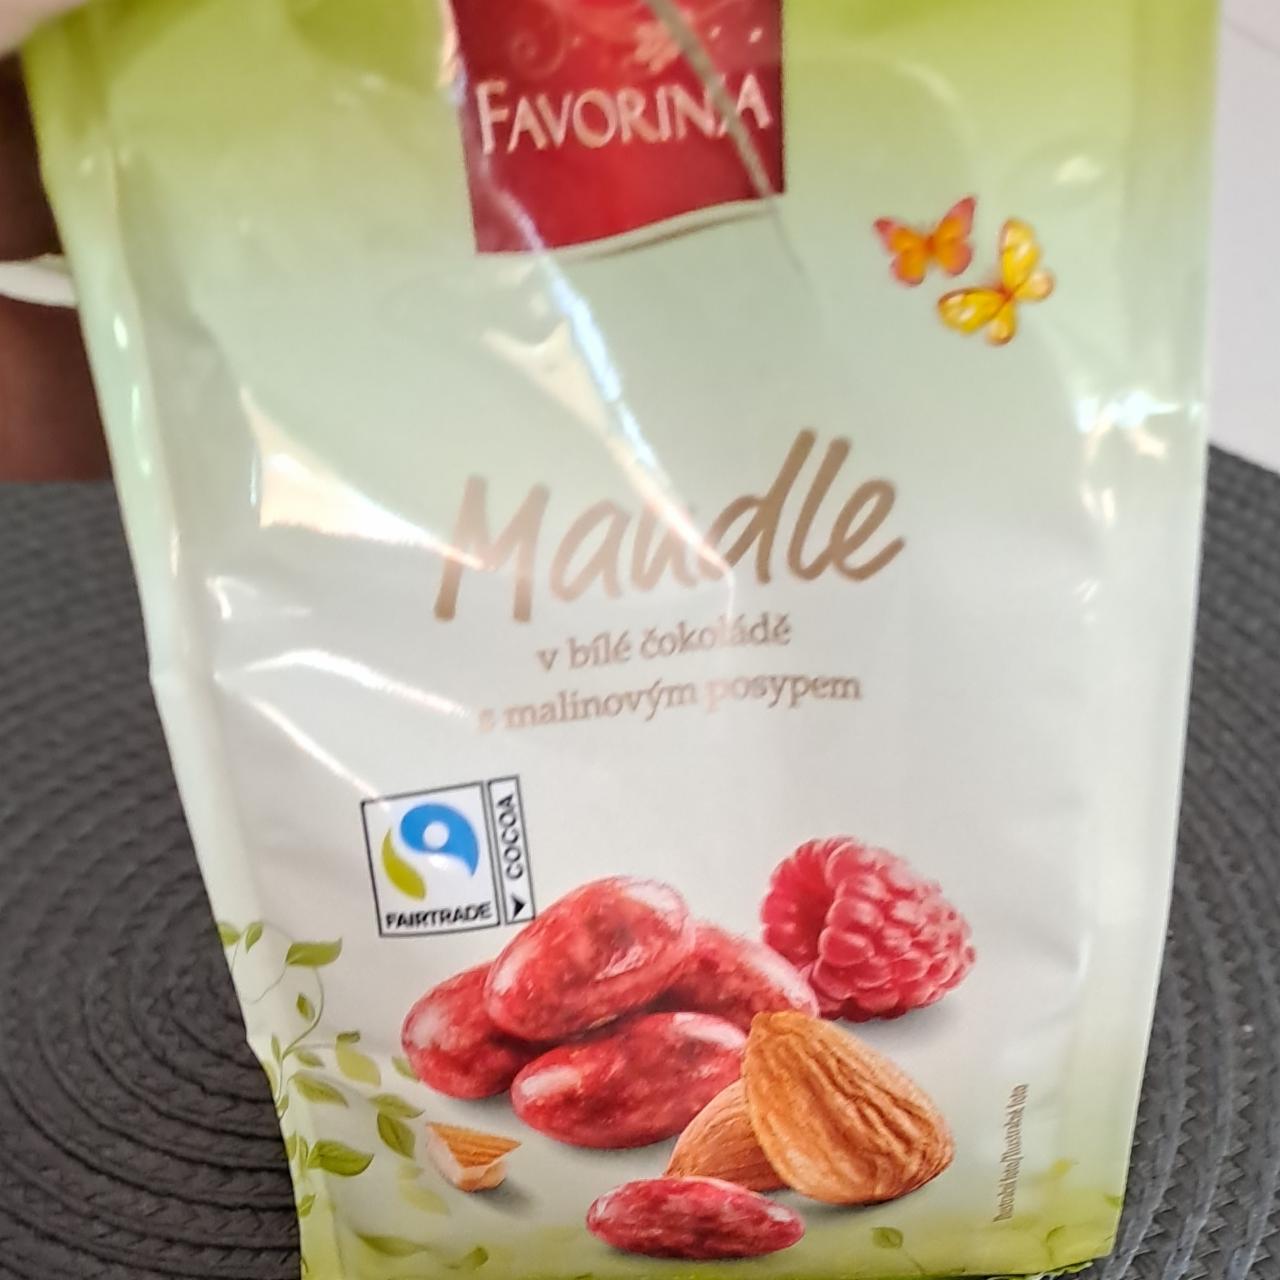 FAVORINA
Mandle
v bílé čokoládě
s malinovým posypem
FAIRTRADE
COCOA